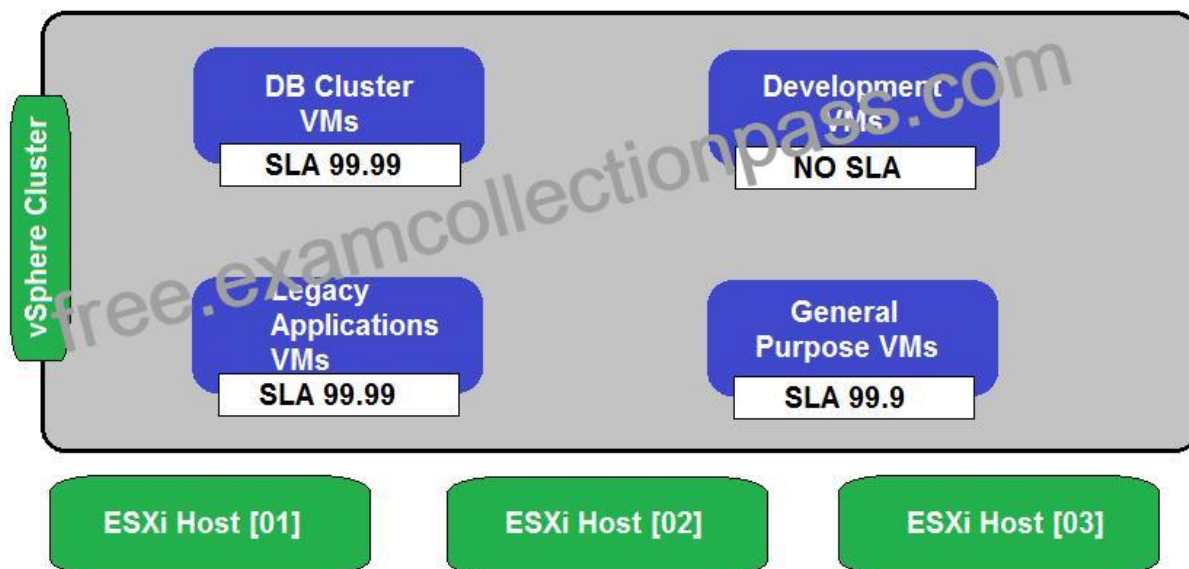 vSphere Cluster
DB Cluster
VMs
SLA 99.99
Development
VMs
NO SLA
free.examcollectionpass.com
Legacy
Applications
VMs
SLA 99.99
General
Purpose VMs
SLA 99.9
ESXi Host [01]
ESXi Host [02]
ESXi Host [03]